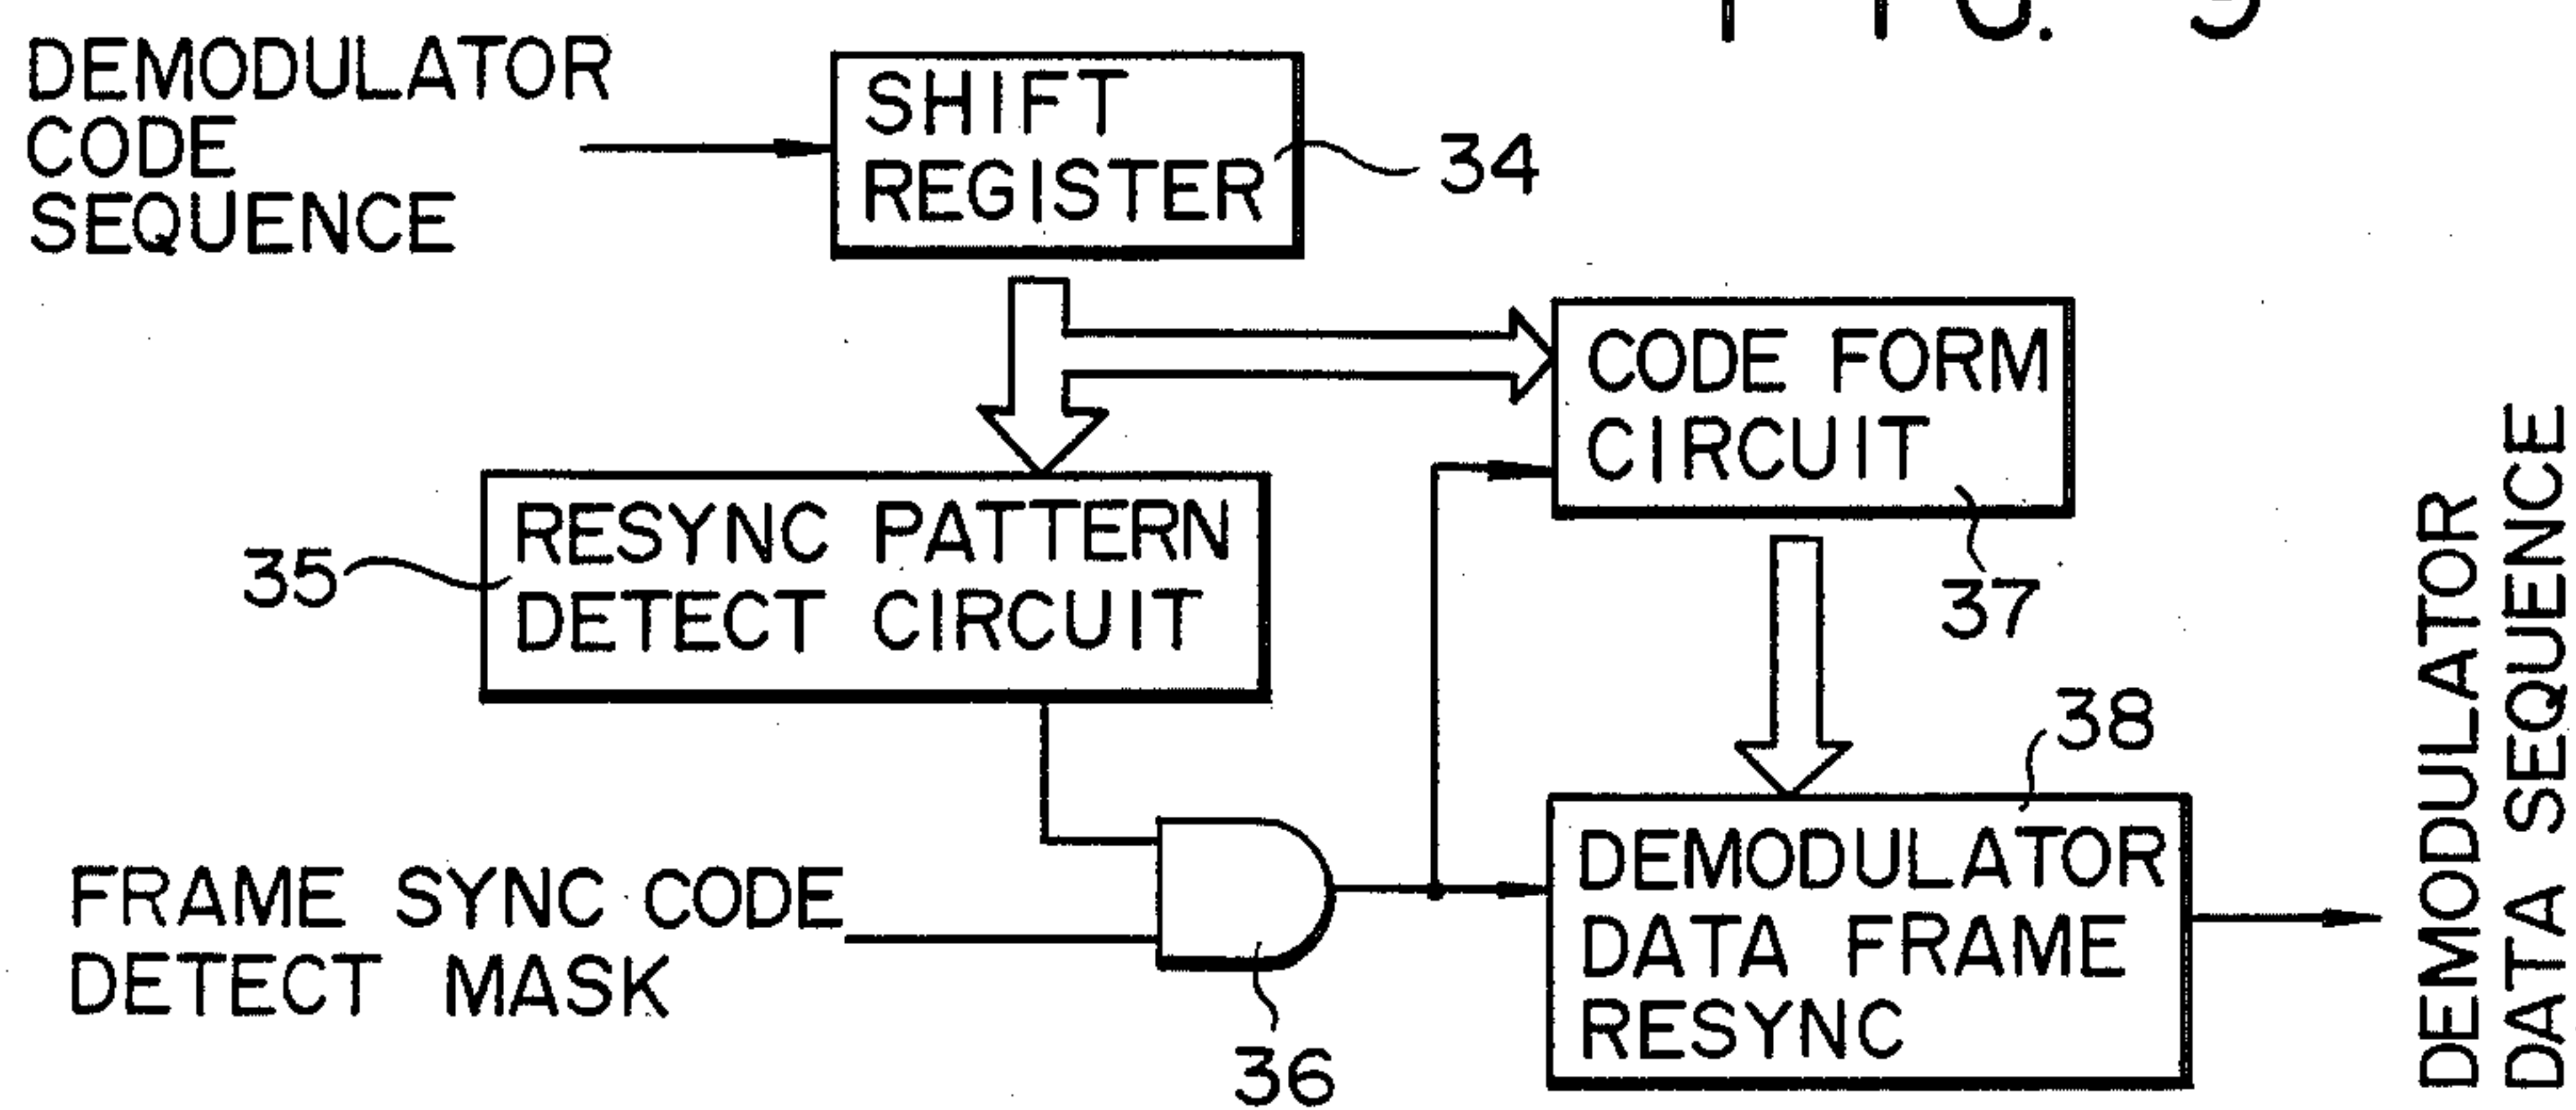 FIG.
DEMODULATOR
CODE
SEQUENCE
SHIFT
REGISTER
34
CODE FORM
CIRCUIT
37
RESYNC PATTERN
DETECT CIRCUIT
35
FRAME SYNC CODE
DETECT MASK
36
38
DEMODULATOR
DATA FRAME
RESYNC
DEMODULATOR
DATA SEQUENCE